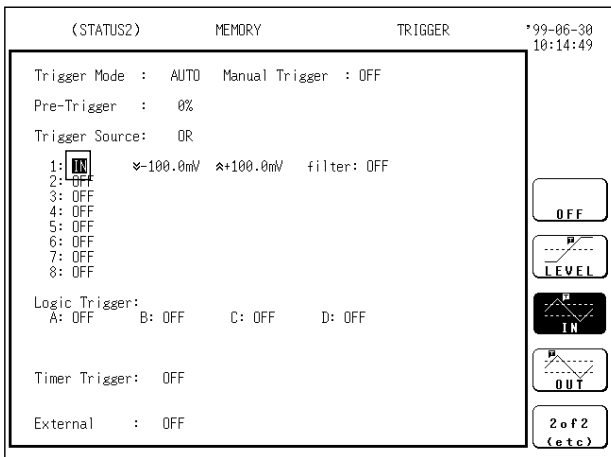 (STATUS2) MEMORY TRIGGER '99-06-30
10:14:49
Trigger Mode : AUTO Manual Trigger : OFF
Pre-Trigger : 0%
Trigger Source: OR
1: IN ¥-100.0mV ^+100.0mV filter: OFF
2: OFF
3: OFF
4: OFF
5: OFF
6: OFF
7: OFF
8: OFF
Logic Trigger:
A: OFF B: OFF C: OFF D: OFF
Timer Trigger: OFF
External : OFF
OFF
T
LEVEL
T
IN
T
OUT
2of2
(etc)